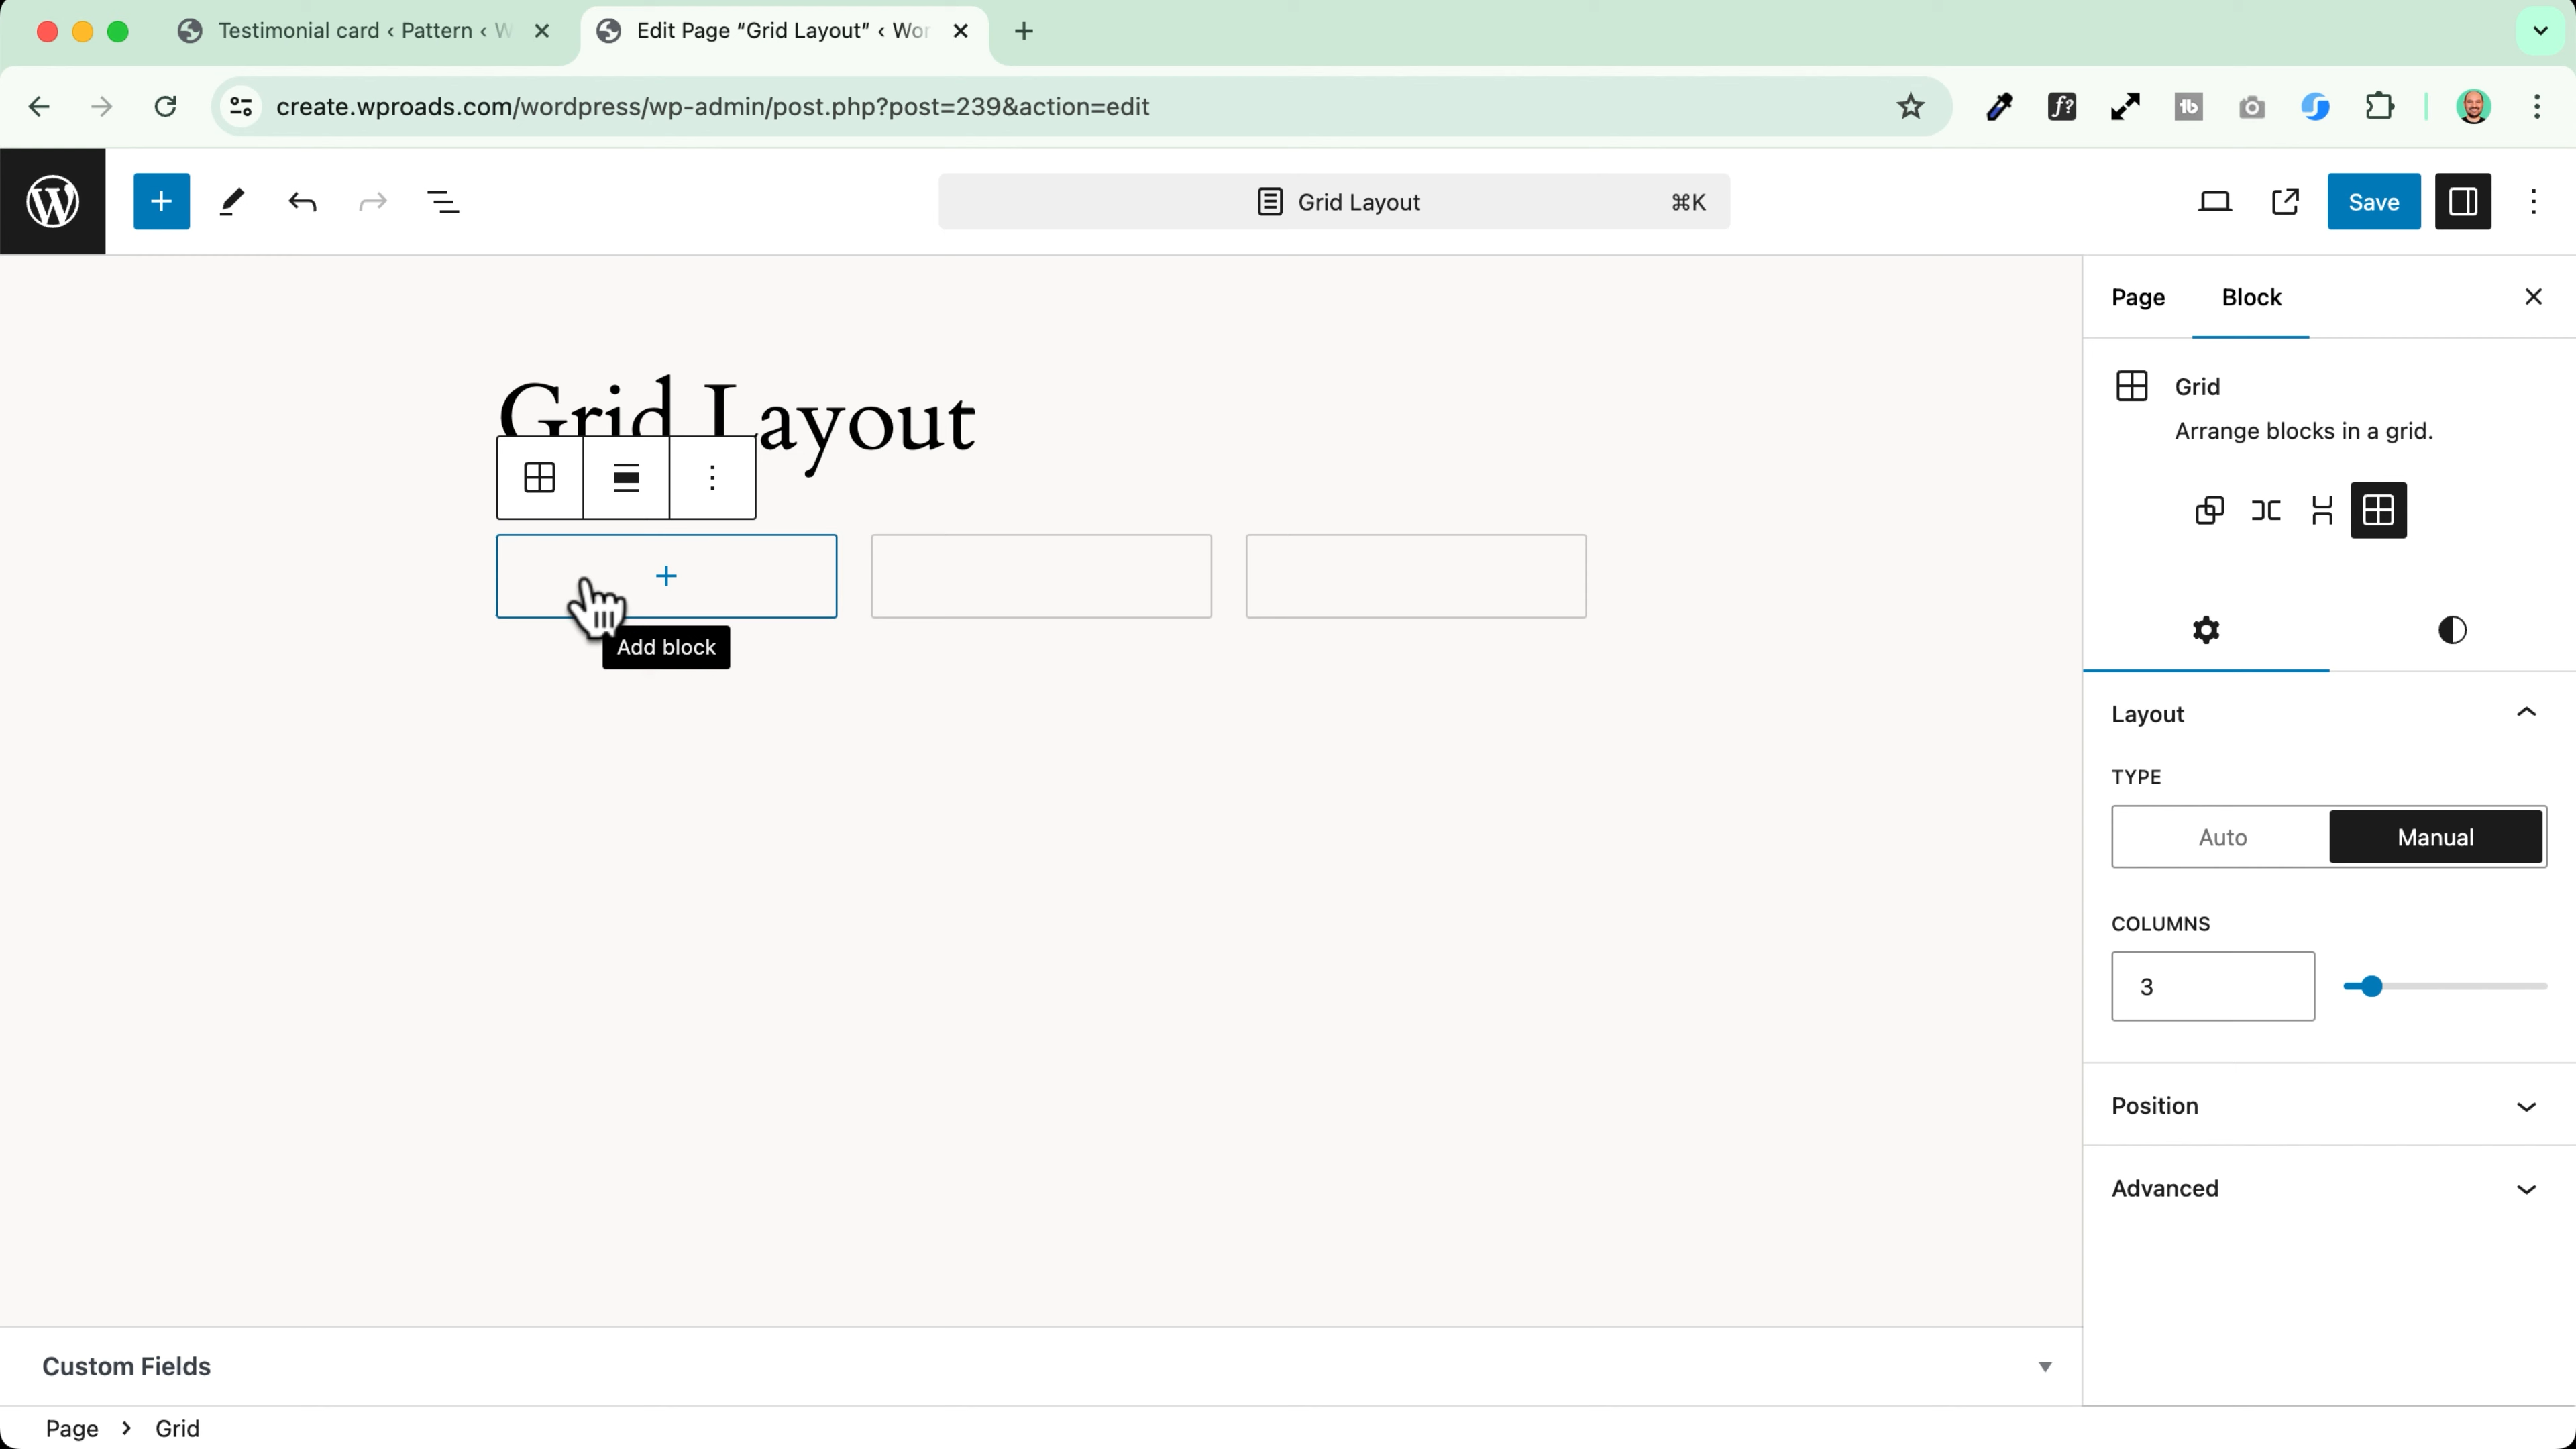 Testimonial card ‹ Pattern ‹ W
Edit Page “Grid Layout” ‹ Wor
create.wproads.com/wordpress/wp-admin/post.php?post=239&action=edit
Grid Layout
⌘K
Save
Page
Block
Grid
Arrange blocks in a grid.
Grid Layout
Add block
Layout
TYPE
Auto
Manual
COLUMNS
3
Position
Advanced
Custom Fields
Page › Grid